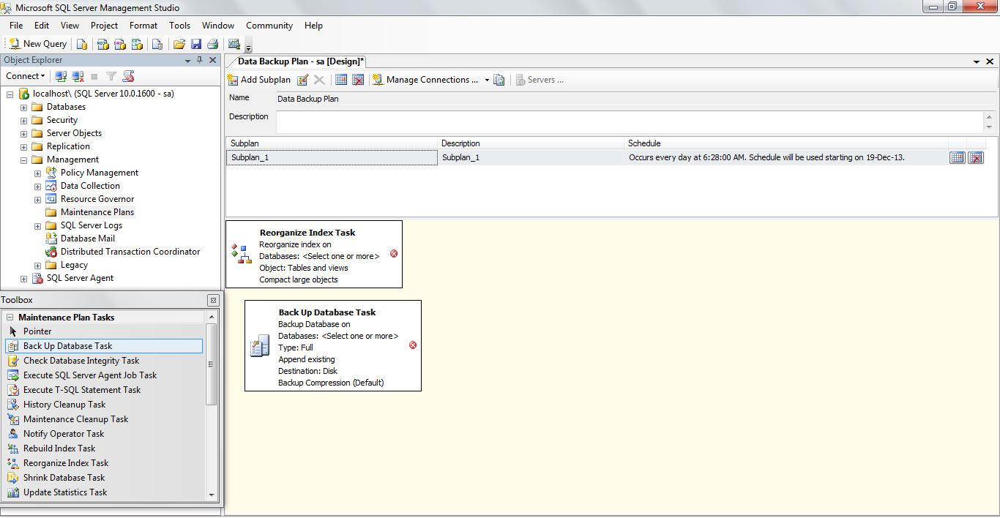 Microsoft SQL Server Management Studio
File Edit View Project Format Tools Window Community Help
New Query
Object Explorer
Connect
localhost\ (SQL Server 10.0.1600 - sa)
Databases
Security
Server Objects
Replication
Management
Policy Management
Data Collection
Resource Governor
Maintenance Plans
SQL Server Logs
Database Mail
Distributed Transaction Coordinator
Legacy
SQL Server Agent
Toolbox
Maintenance Plan Tasks
Pointer
Back Up Database Task
Check Database Integrity Task
Execute SQL Server Agent Job Task
Execute T-SQL Statement Task
History Cleanup Task
Maintenance Cleanup Task
Notify Operator Task
Rebuild Index Task
Reorganize Index Task
Shrink Database Task
Update Statistics Task
Data Backup Plan - sa [Design]*
Add Subplan Manage Connections ... Servers ...
Name Data Backup Plan
Description
Subplan Description Schedule
Subplan_1 Subplan_1 Occurs every day at 6:28:00 AM. Schedule will be used starting on 19-Dec-13.
Reorganize Index Task
Reorganize index on
Databases: <Select one or more>
Object: Tables and views
Compact large objects
Back Up Database Task
Backup Database on
Databases: <Select one or more>
Type: Full
Append existing
Destination: Disk
Backup Compression (Default)